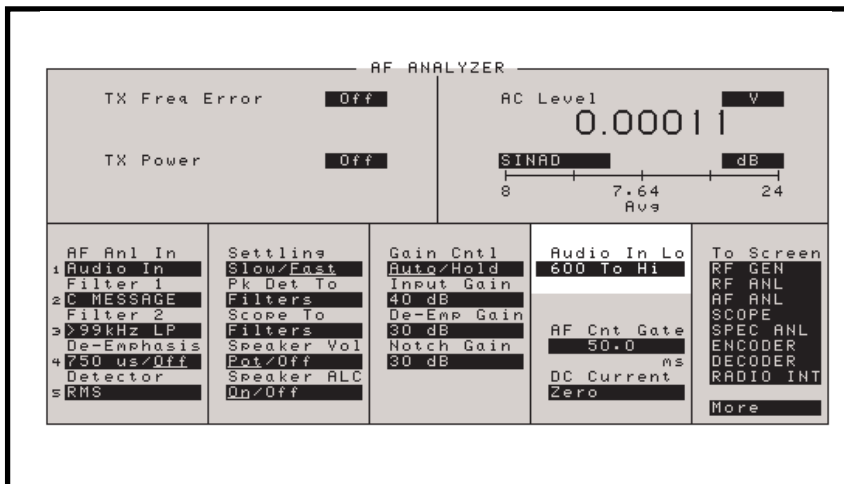 AF ANALYZER
TX Freq Error Off
AC Level V
0.00011
TX Power Off
SINAD dB
8 7.64 24
Avg
AF Anl In
1 Audio In
Filter 1
2 C MESSAGE
Filter 2
3 >99kHz LP
De-Emphasis
4 750 us/Off
Detector
5 RMS
Settling
Slow/Fast
Pk Det To
Filters
Scope To
Filters
Speaker Vol
Pot/Off
Speaker ALC
On/Off
Gain Cntl
Auto/Hold
Input Gain
40 dB
De-Emp Gain
30 dB
Notch Gain
30 dB
Audio In Lo
600 To Hi
AF Cnt Gate
50.0
ms
DC Current
Zero
To Screen
RF GEN
RF ANL
AF ANL
SCOPE
SPEC ANL
ENCODER
DECODER
RADIO INT
More